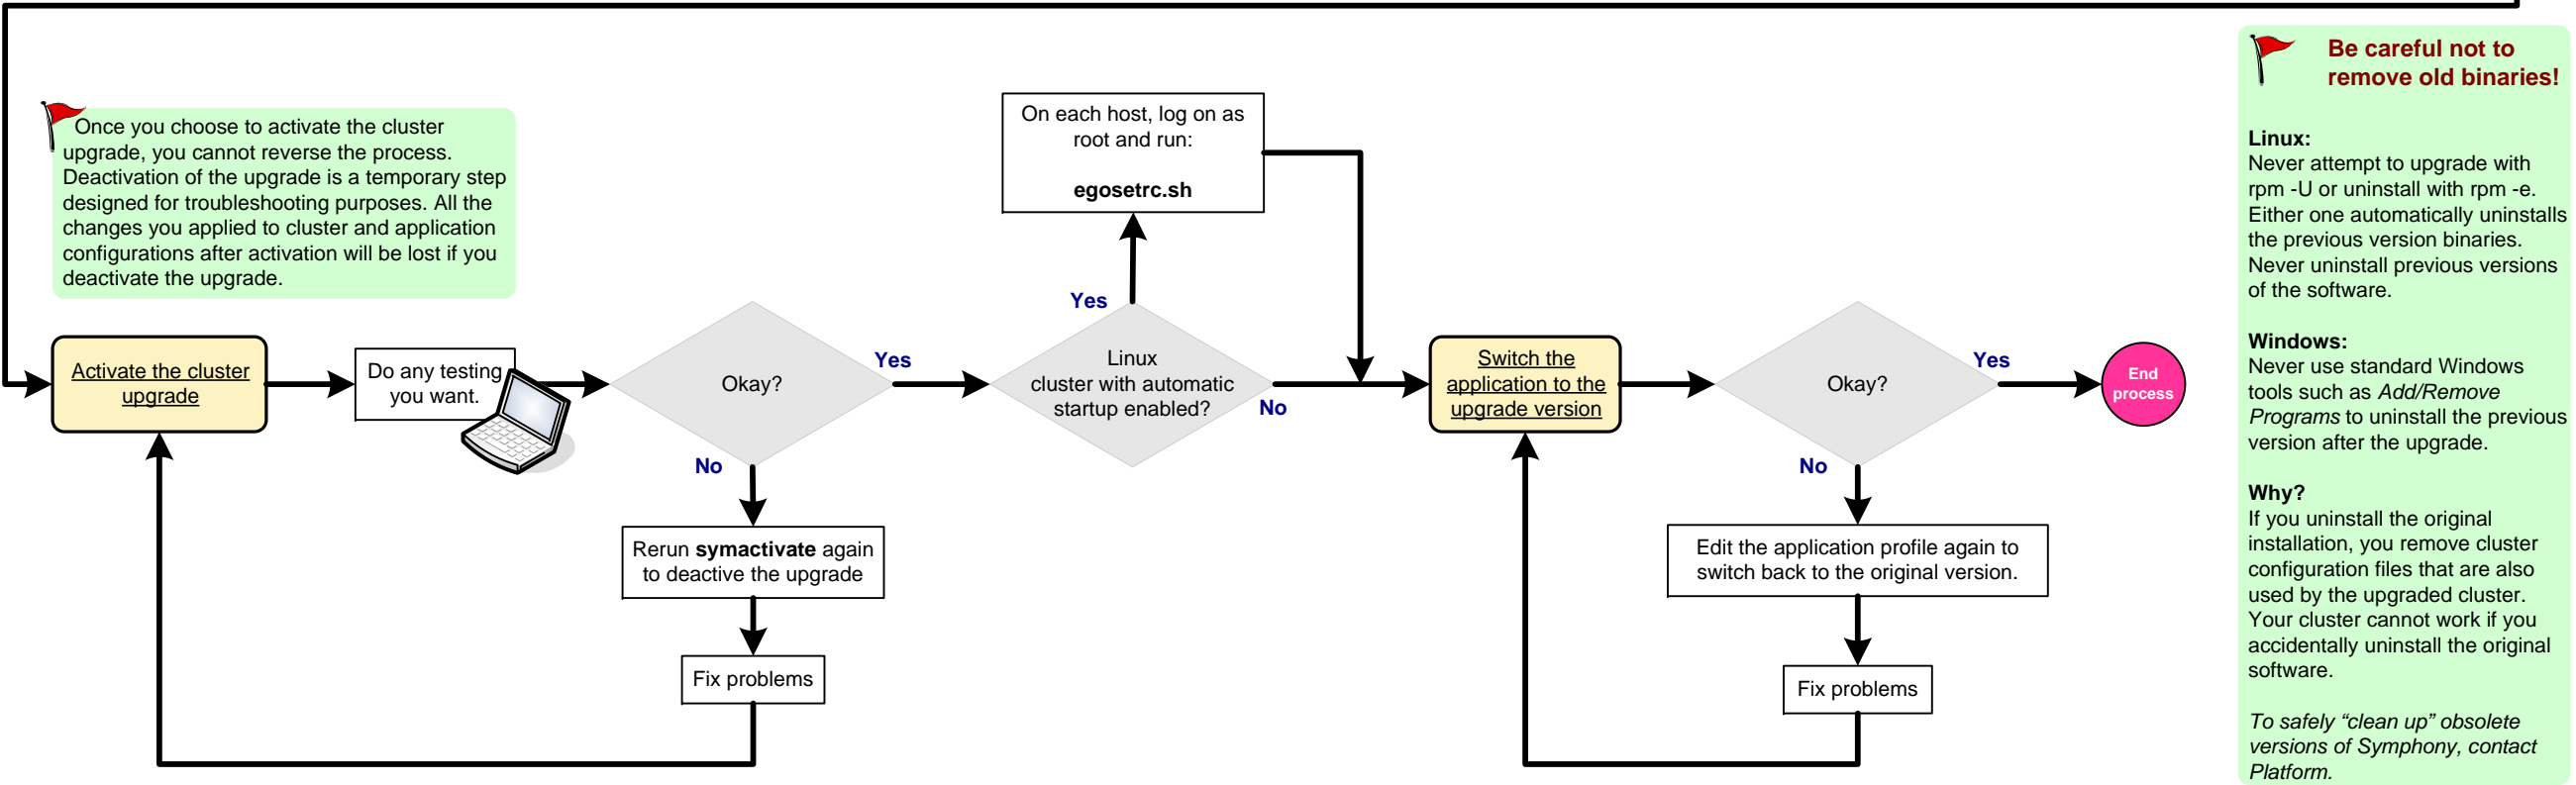 Once you choose to activate the cluster
upgrade, you cannot reverse the process.
Deactivation of the upgrade is a temporary step
designed for troubleshooting purposes. All the
changes you applied to cluster and application
configurations after activation will be lost if you
deactivate the upgrade.
Activate the cluster
upgrade
Do any testing
you want.
Okay?
Yes
No
Rerun symactivate again
to deactive the upgrade
Fix problems
On each host, log on as
root and run:
egosetrc.sh
Yes
Linux
cluster with automatic
startup enabled?
No
Switch the
application to the
upgrade version
Okay?
Yes
No
Edit the application profile again to
switch back to the original version.
Fix problems
End
process
Be careful not to
remove old binaries!
Linux:
Never attempt to upgrade with
rpm -U or uninstall with rpm -e.
Either one automatically uninstalls
the previous version binaries.
Never uninstall previous versions
of the software.
Windows:
Never use standard Windows
tools such as Add/Remove
Programs to uninstall the previous
version after the upgrade.
Why?
If you uninstall the original
installation, you remove cluster
configuration files that are also
used by the upgraded cluster.
Your cluster cannot work if you
accidentally uninstall the original
software.
To safely “clean up” obsolete
versions of Symphony, contact
Platform.